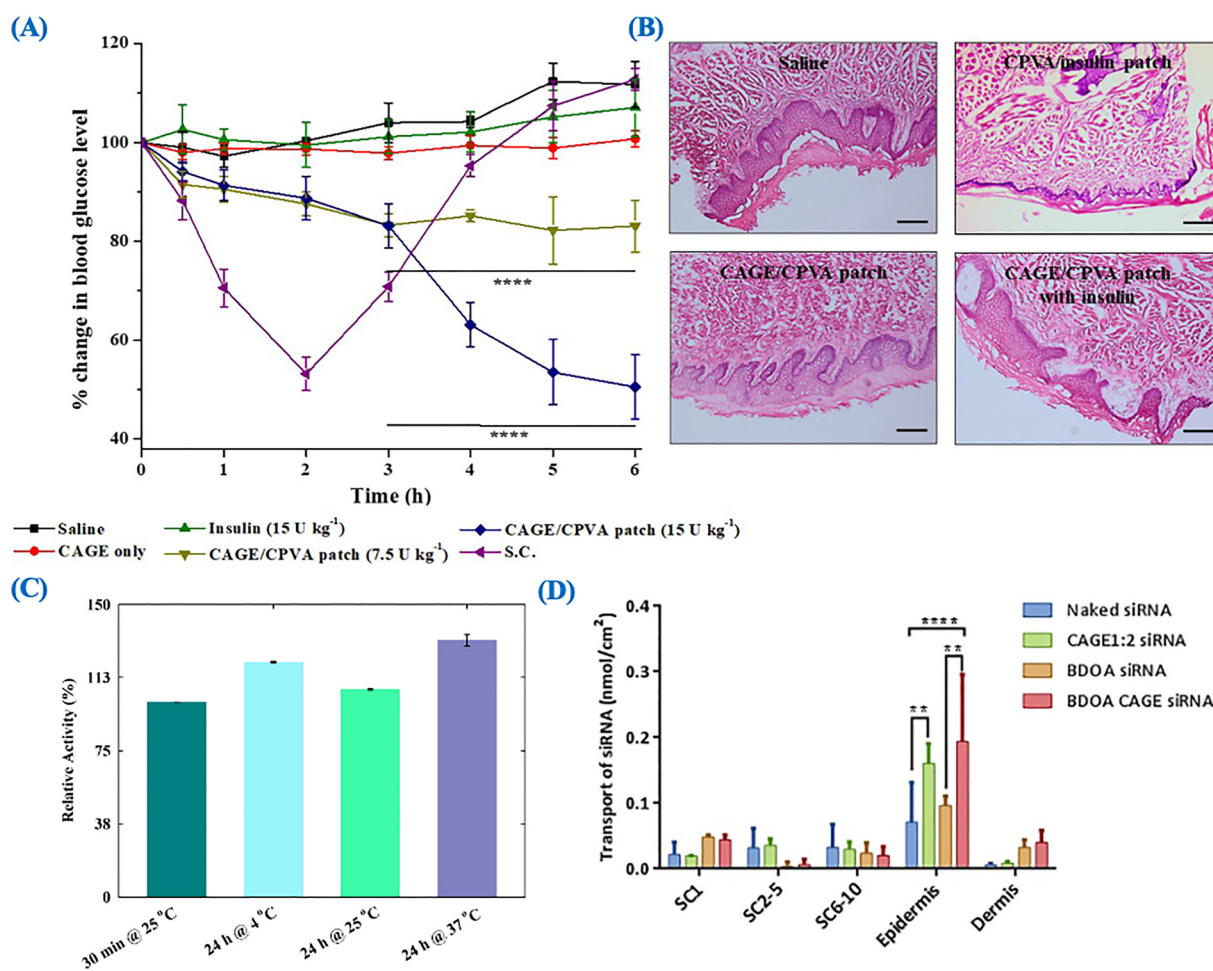 (A)
120
100
80
60
40
% change in blood glucose level
****
****
0 1 2 3 4 5 6
Time (h)
Saline
CAGE only
Insulin (15 U kg⁻¹)
CAGE/CPVA patch (7.5 U kg⁻¹)
CAGE/CPVA patch (15 U kg⁻¹)
S.C.
(B)
Saline
CPVA/insulin patch
CAGE/CPVA patch
CAGE/CPVA patch
with insulin
(C)
150
113
75
38
0
Relative Activity (%)
30 min @ 25 °C
24 h @ 4 °C
24 h @ 25 °C
24 h @ 37 °C
(D)
0.4
0.3
0.2
0.1
0.0
Transport of siRNA (nmol/cm²)
****
**
**
SC1
SC2-5
SC6-10
Epidermis
Dermis
Naked siRNA
CAGE1:2 siRNA
BDOA siRNA
BDOA CAGE siRNA